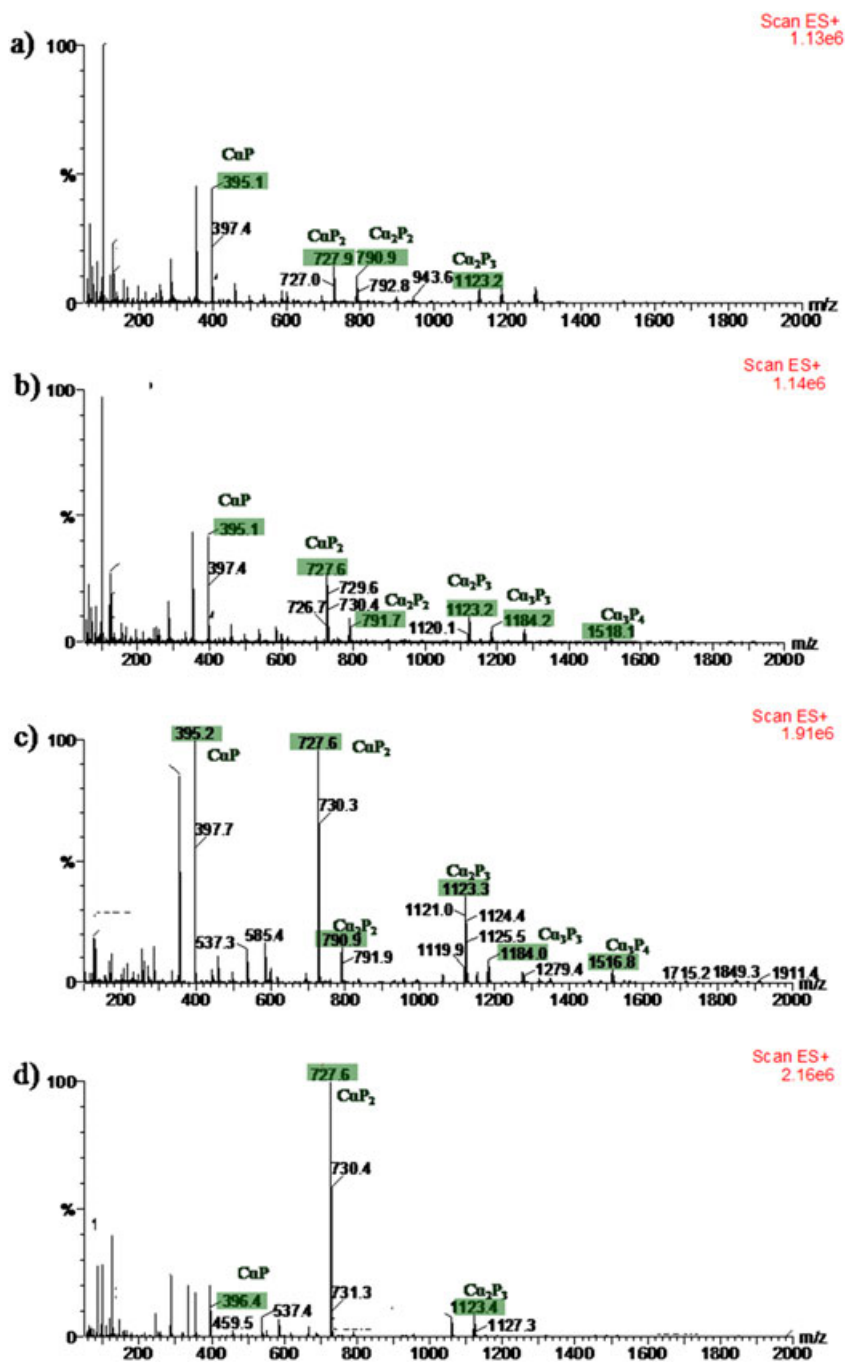 a)
Scan ES+
1.13e6
100
%
0
CuP
395.1
397.4
CuP2
727.9
727.0
Cu2P2
790.9
792.8
943.6
Cu2P3
1123.2
200 400 600 800 1000 1200 1400 1600 1800 2000 m/z
b)
Scan ES+
1.14e6
100
%
0
CuP
395.1
397.4
CuP2
727.6
729.6
726.7
730.4
Cu2P2
791.7
Cu2P3
1123.2
1120.1
Cu3P3
1184.2
Cu3P4
1518.1
200 400 600 800 1000 1200 1400 1600 1800 2000 m/z
c)
Scan ES+
1.91e6
100
%
0
395.2
CuP
397.7
537.3
585.4
727.6
CuP2
730.3
Cu2P2
790.9
791.9
Cu2P3
1123.3
1121.0
1124.4
1125.5
1119.9
Cu3P3
1184.0
1279.4
Cu3P4
1516.8
1715.2
1849.3
1911.4
200 400 600 800 1000 1200 1400 1600 1800 2000 m/z
d)
Scan ES+
2.16e6
100
%
0
CuP
396.4
459.5
537.4
727.6
CuP2
730.4
731.3
Cu2P3
1123.4
1127.3
200 400 600 800 1000 1200 1400 1600 1800 2000 m/z